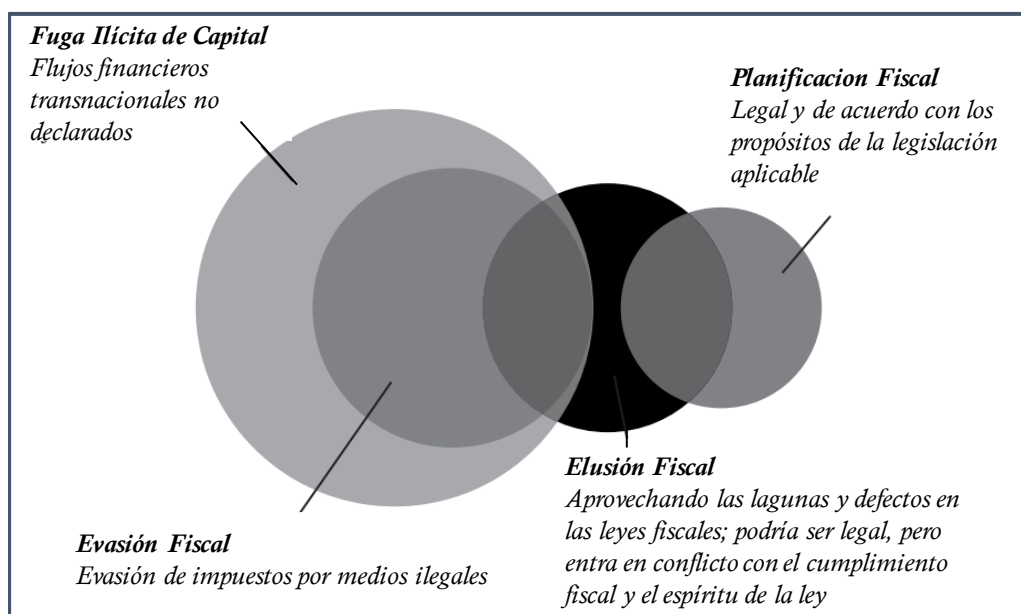 Fuga Ilícita de Capital
Flujos financieros
transnacionales no
declarados
Planificacion Fiscal
Legal y de acuerdo con los
propósitos de la legislación
aplicable
Elusión Fiscal
Aprovechando las lagunas y defectos en
las leyes fiscales; podría ser legal, pero
entra en conflicto con el cumplimiento
fiscal y el espíritu de la ley
Evasión Fiscal
Evasión de impuestos por medios ilegales